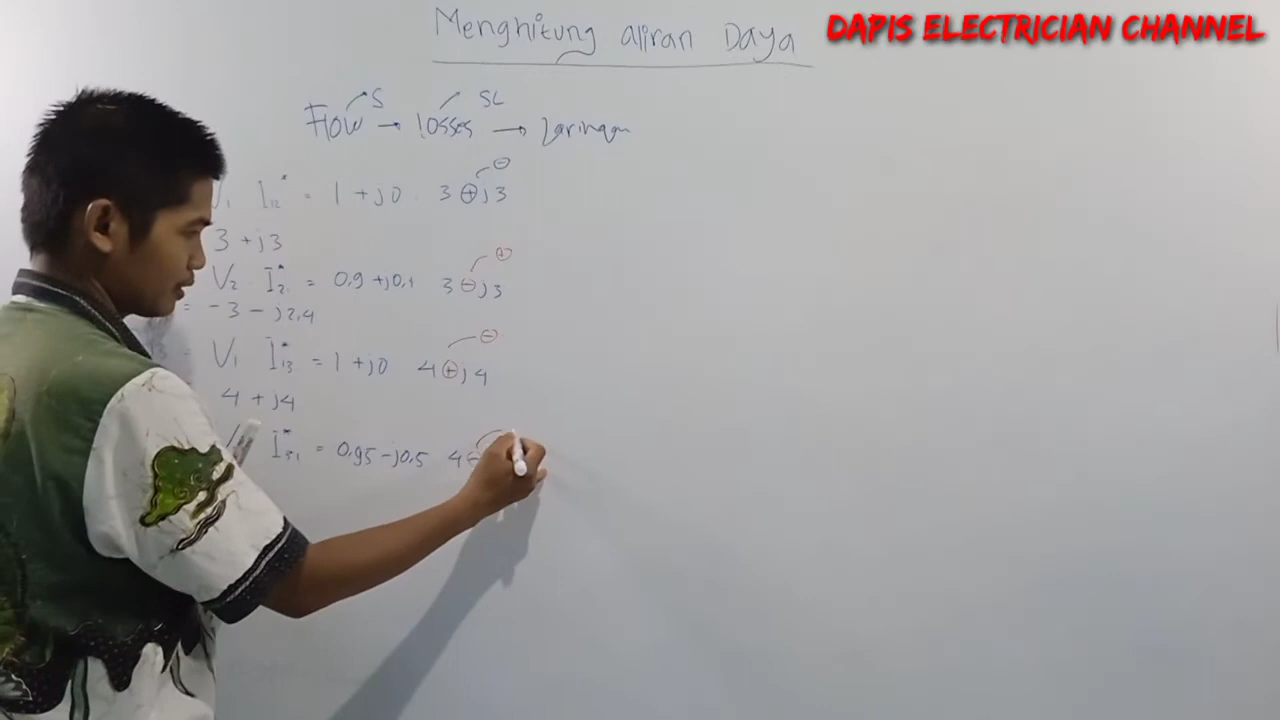 DAPIS ELECTRICIAN CHANNEL
Menghitung aliran Daya
S SL
Flow → Losses → Jaringan
V₁ I₁₂* = 1 + j0 3 + j3 −
3 + j3
V₂ I₂* = 0,9 + j0,1 3 − j3 +
= -3 - j2,4
= V₁ I₁₃* = 1 + j0 4 + j4 −
4 + j4
I₃₁* = 0,95 - j0,5 4